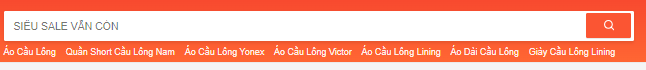 SIÊU SALE VẪN CÒN
Áo Cầu Lông Quần Short Cầu Lông Nam Áo Cầu Lông Yonex Áo Cầu Lông Victor Áo Cầu Lông Lining Áo Dài Cầu Lông Giày Cầu Lông Lining